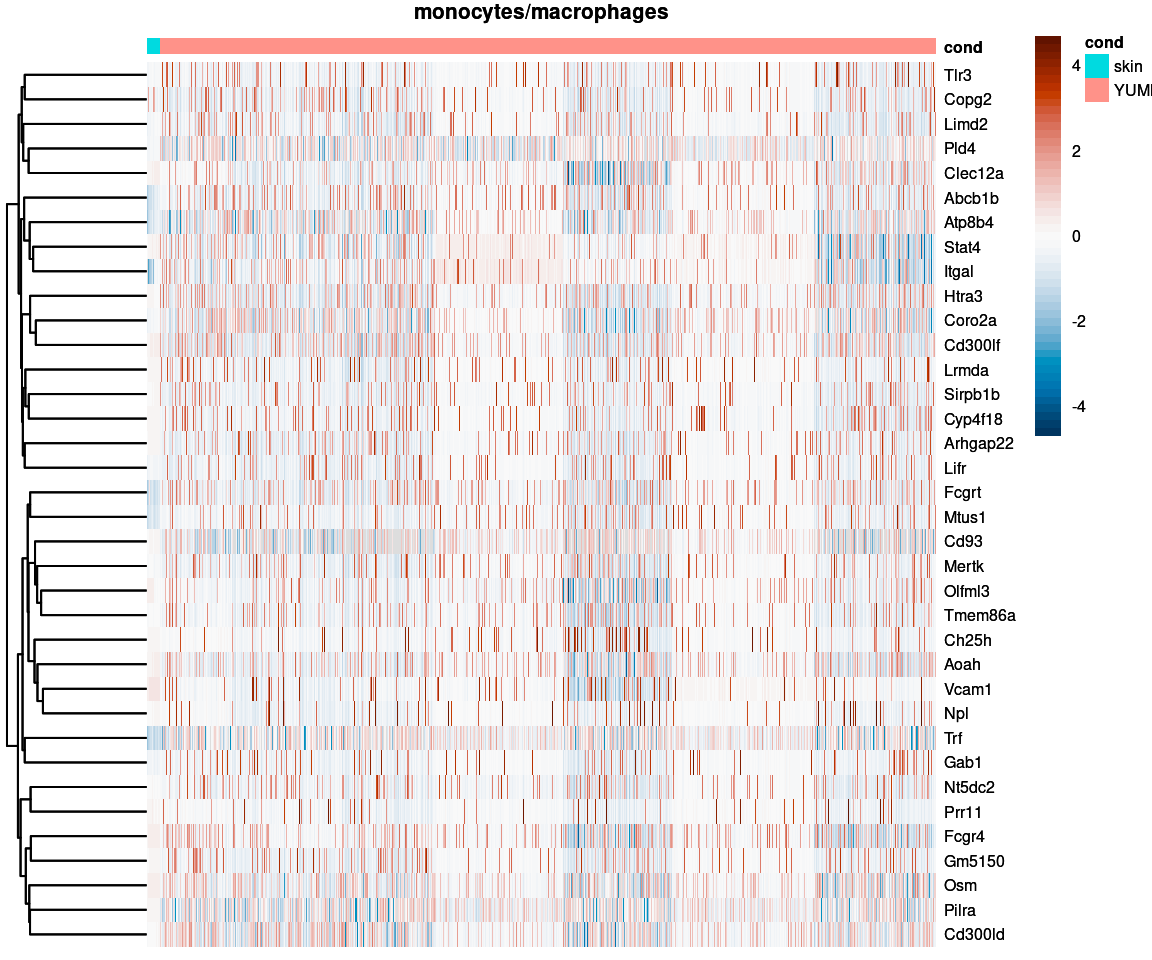 monocytes/macrophages
cond
Tlr3
Copg2
Limd2
Pld4
Clec12a
Abcb1b
Atp8b4
Stat4
Itgal
Htra3
Coro2a
Cd300lf
Lrmda
Sirpb1b
Cyp4f18
Arhgap22
Lifr
Fcgrt
Mtus1
Cd93
Mertk
Olfml3
Tmem86a
Ch25h
Aoah
Vcam1
Npl
Trf
Gab1
Nt5dc2
Prr11
Fcgr4
Gm5150
Osm
Pilra
Cd300ld
4
2
0
-2
-4
cond
skin